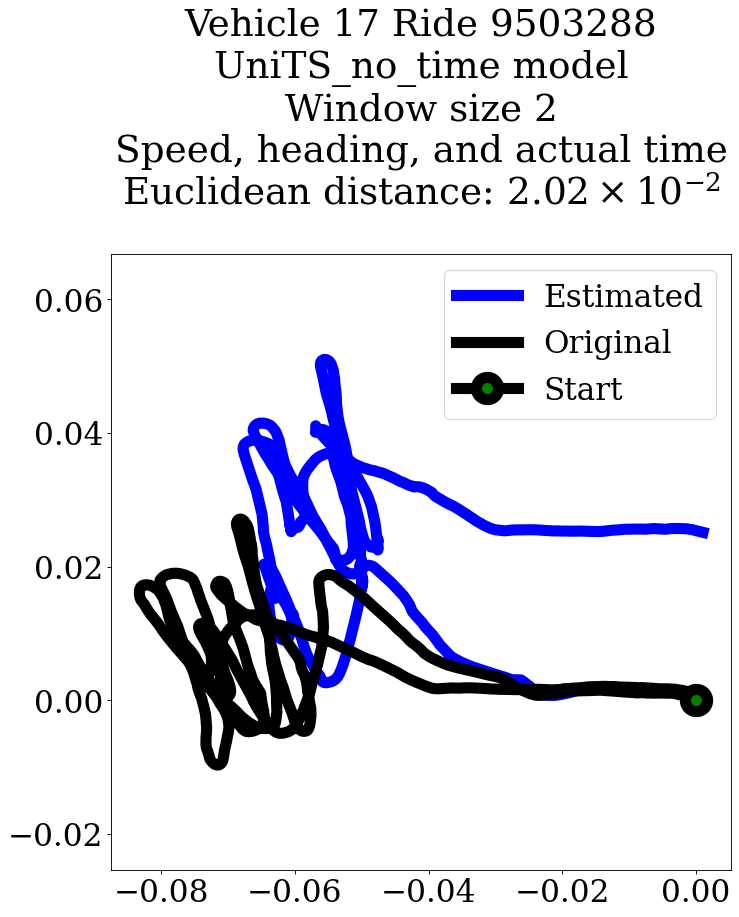 Vehicle 17 Ride 9503288
UniTS_no_time model
Window size 2
Speed, heading, and actual time
Euclidean distance: 2.02 × 10⁻²
Estimated
Original
Start
0.06
0.04
0.02
0.00
−0.02
−0.08 −0.06 −0.04 −0.02 0.00